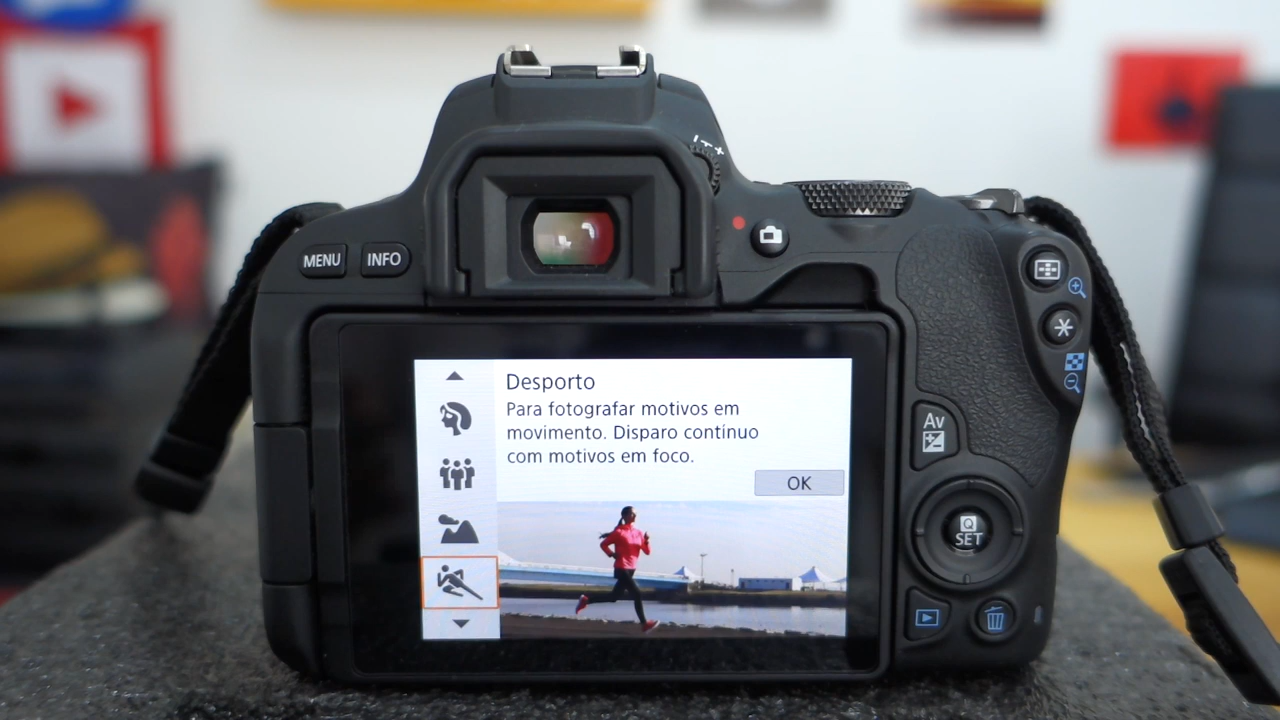 MENU
INFO
Desporto
Para fotografar motivos em
movimento. Disparo contínuo
com motivos em foco.
OK
Av
Q
SET